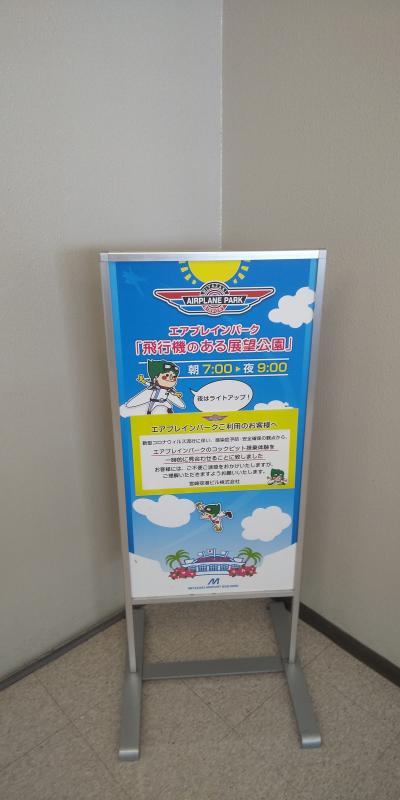 MIYAZAKI
AIRPLANE PARK
エアプレインパーク
「飛行機のある展望公園」
朝 7:00 ▶ 夜 9:00
夜はライトアップ！
エアプレインパークご利用のお客様へ
新型コロナウィルス流行に伴い、感染症予防・安全確保の観点から、
エアプレインパークのコックピット搭乗体験を
一時的に見合わせることに致しました
お客様には、ご不便ご迷惑をおかけいたしますが、
ご理解いただきますようお願いいたします。
宮崎空港ビル株式会社
MIYAZAKI AIRPORT BUILDING